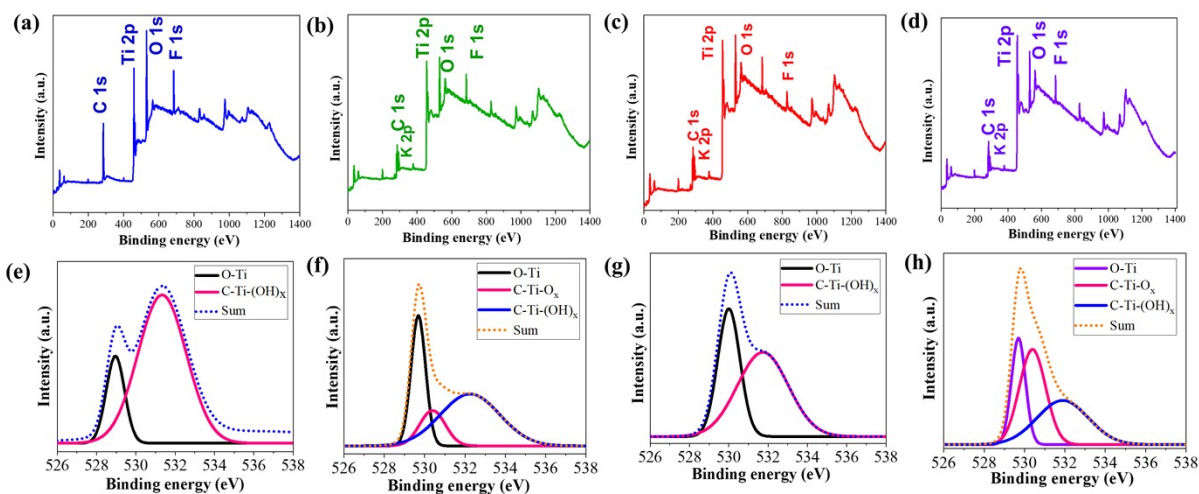 (a)
C 1s
Ti 2p
O 1s
F 1s
Intensity (a.u.)
0 200 400 600 800 1000 1200 1400
Binding energy (eV)
(b)
C 1s
K 2p
Ti 2p
O 1s
F 1s
Intensity (a.u.)
0 200 400 600 800 1000 1200 1400
Binding energy (eV)
(c)
C 1s
K 2p
Ti 2p
O 1s
F 1s
Intensity (a.u.)
0 200 400 600 800 1000 1200 1400
Binding energy (eV)
(d)
C 1s
K 2p
Ti 2p
O 1s
F 1s
Intensity (a.u.)
0 200 400 600 800 1000 1200 1400
Binding energy (eV)
(e)
O-Ti
C-Ti-(OH)x
Sum
Intensity (a.u.)
526 528 530 532 534 536 538
Binding energy (eV)
(f)
O-Ti
C-Ti-Ox
C-Ti-(OH)x
Sum
Intensity (a.u.)
526 528 530 532 534 536 538
Binding energy (eV)
(g)
O-Ti
C-Ti-(OH)x
Sum
Intensity (a.u.)
526 528 530 532 534 536 538
Binding energy (eV)
(h)
O-Ti
C-Ti-Ox
C-Ti-(OH)x
Sum
Intensity (a.u.)
526 528 530 532 534 536 538
Binding energy (eV)